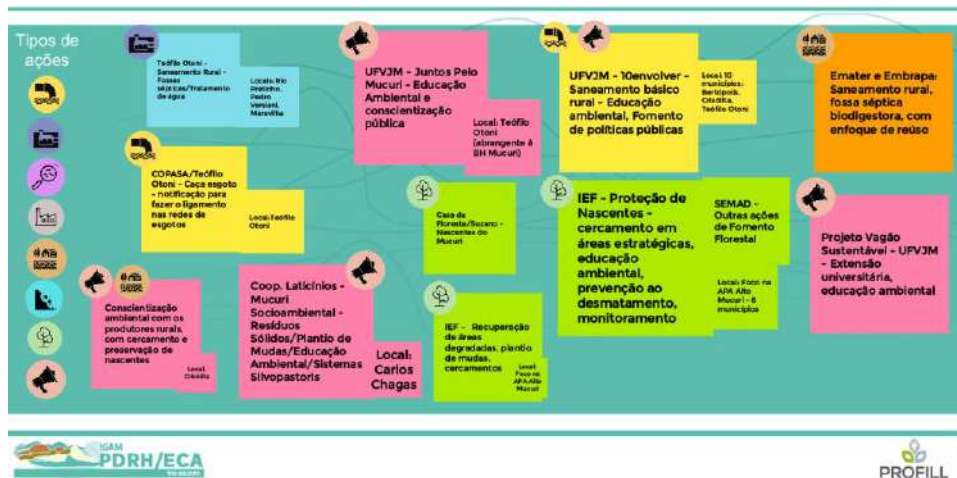 Tipos de
ações
Teófilo Otoni -
Saneamento Rural -
Fossas
sépticas/Tratamento
de água
Locais: Rio
Pretinho,
Pedro
Versiani,
Maravilha
UFVJM - Juntos Pelo
Mucuri - Educação
Ambiental e
conscientização
pública
Local: Teófilo
Otoni
(abrangente à
BH Mucuri)
UFVJM - 10envolver -
Saneamento básico
rural - Educação
ambiental, Fomento
de políticas públicas
Local: 10
municípios:
Bertópolis,
Crisólita,
Teófilo Otoni
Emater e Embrapa:
Saneamento rural,
fossa séptica
biodigestora, com
enfoque de reúso
COPASA/Teófilo
Otoni - Caça esgoto
- notificação para
fazer o ligamento
nas redes de
esgotos
Local: Teófilo
Otoni
Casa da
Floresta/Suzano -
Nascentes do
Mucuri
IEF - Proteção de
Nascentes -
cercamento em
áreas estratégicas,
educação
ambiental,
prevenção ao
desmatamento,
monitoramento
SEMAD -
Outras ações
de Fomento
Florestal
Local: Foco na
APA Alto
Mucuri - 8
municípios
Projeto Vagão
Sustentável - UFVJM
- Extensão
universitária,
educação ambiental
Conscientização
ambiental com os
produtores rurais,
com cercamento e
preservação de
nascentes
Local:
Crisólita
Coop. Laticínios -
Mucuri
Socioambiental -
Resíduos
Sólidos/Plantio de
Mudas/Educação
Ambiental/Sistemas
Silvopastoris
Local:
Carlos
Chagas
IEF - Recuperação
de áreas
degradadas, plantio
de mudas,
cercamentos
Local:
Foco na
APA Alto
Mucuri
IGAM
PDRH/ECA
PROFILL